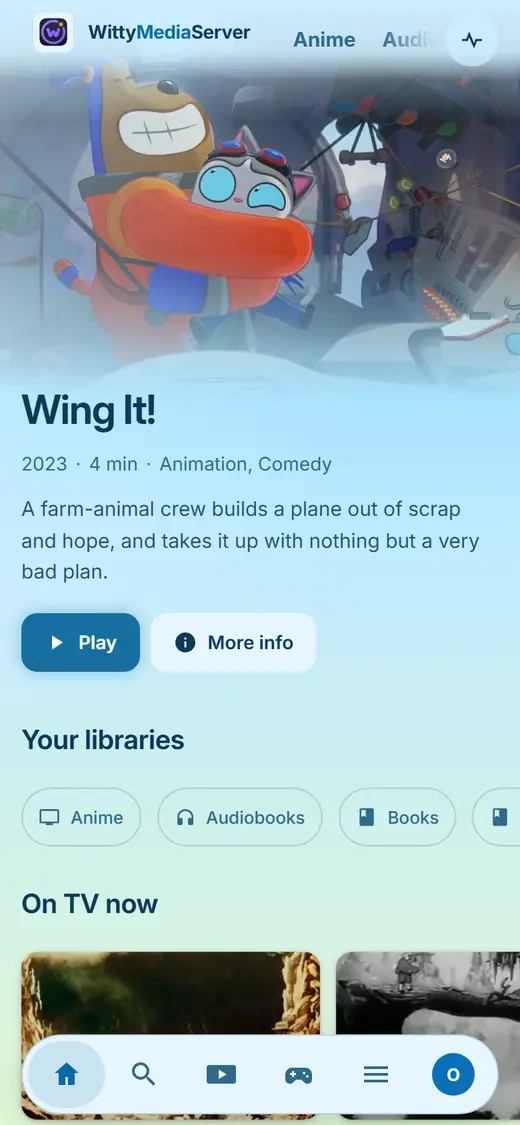 WittyMediaServer
Anime
Wing It!
2023 · 4 min · Animation, Comedy
A farm-animal crew builds a plane out of scrap
and hope, and takes it up with nothing but a very
bad plan.
Play
More info
Your libraries
Anime
Audiobooks
Books
On TV now
O